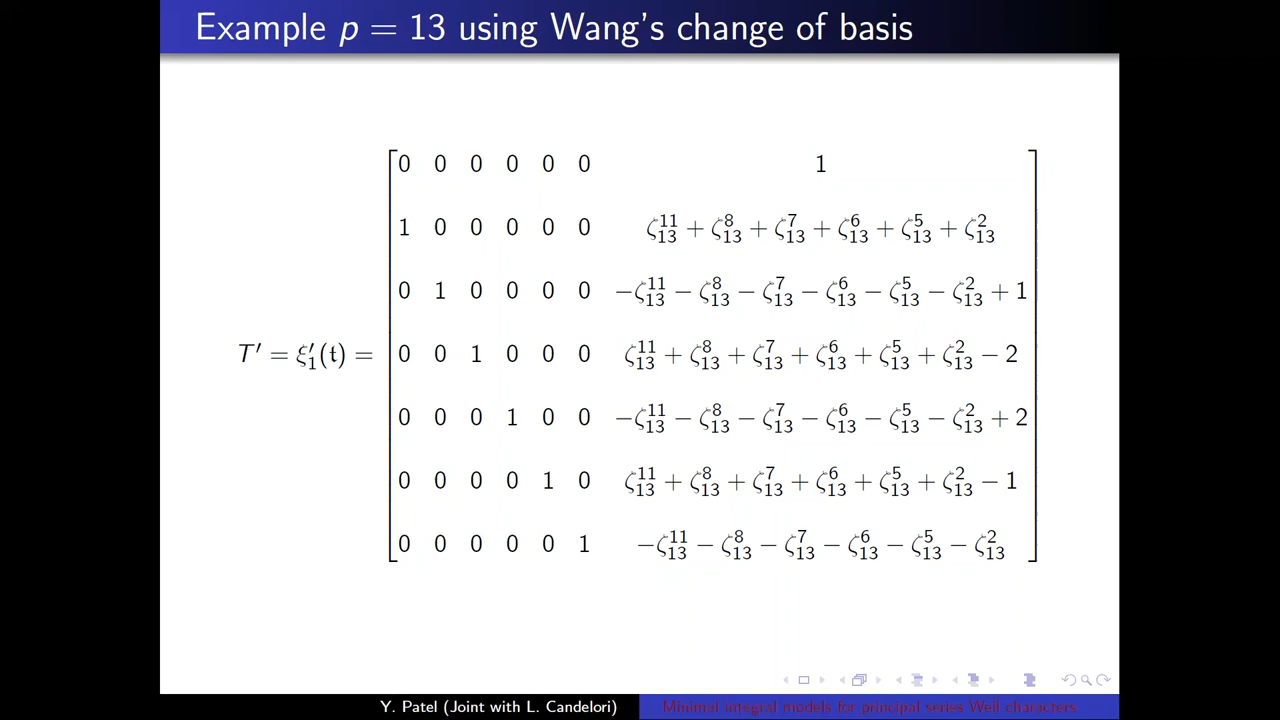 Example p = 13 using Wang's change of basis
0 0 0 0 0 0 1
1 0 0 0 0 0 ζ₁₃¹¹ + ζ₁₃⁸ + ζ₁₃⁷ + ζ₁₃⁶ + ζ₁₃⁵ + ζ₁₃²
0 1 0 0 0 0 −ζ₁₃¹¹ − ζ₁₃⁸ − ζ₁₃⁷ − ζ₁₃⁶ − ζ₁₃⁵ − ζ₁₃² + 1
T′ = ξ′₁(t) = 0 0 1 0 0 0 ζ₁₃¹¹ + ζ₁₃⁸ + ζ₁₃⁷ + ζ₁₃⁶ + ζ₁₃⁵ + ζ₁₃² − 2
0 0 0 1 0 0 −ζ₁₃¹¹ − ζ₁₃⁸ − ζ₁₃⁷ − ζ₁₃⁶ − ζ₁₃⁵ − ζ₁₃² + 2
0 0 0 0 1 0 ζ₁₃¹¹ + ζ₁₃⁸ + ζ₁₃⁷ + ζ₁₃⁶ + ζ₁₃⁵ + ζ₁₃² − 1
0 0 0 0 0 1 −ζ₁₃¹¹ − ζ₁₃⁸ − ζ₁₃⁷ − ζ₁₃⁶ − ζ₁₃⁵ − ζ₁₃²
Y. Patel (Joint with L. Candelori) Minimal integral models for principal series Weil characters